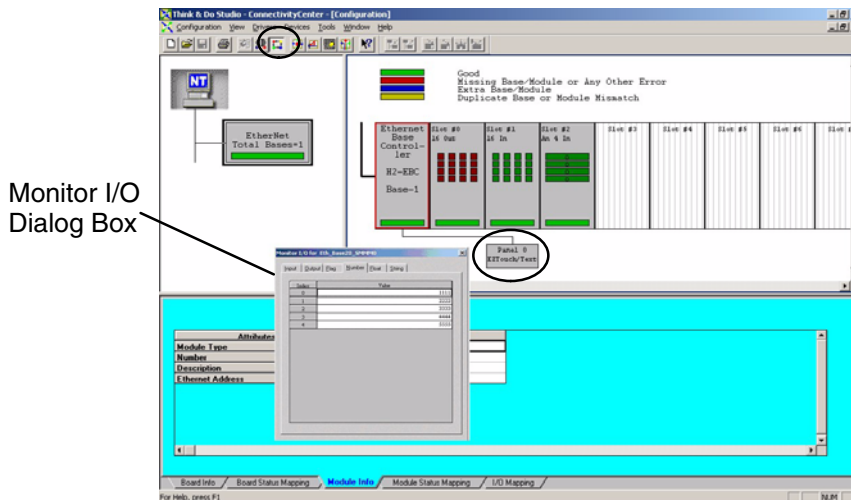 Think & Do Studio - ConnectivityCenter - [Configuration]
Configuration View Drivers Devices Tools Window Help
NT
EtherNet
Total Bases=1
Good
Missing Base/Module or Any Other Error
Extra Base/Module
Duplicate Base or Module Mismatch
Ethernet
Base
Control-
ler
H2-EBC
Base-1
Slot #0
16 Out
Slot #1
16 In
Slot #2
An 4 In
Slot #3
Slot #4
Slot #5
Slot #6
Slot #
Panel 0
EZTouch/Text
Monitor I/O
Dialog Box
Monitor I/O for
Input Output Flag Number Float String
Index Value
0 1111
1 2222
2 3333
3 4444
4 5555
Attributes
Module Type
Number
Description
Ethernet Address
Board Info Board Status Mapping Module Info Module Status Mapping I/O Mapping
For Help, press F1
NUM